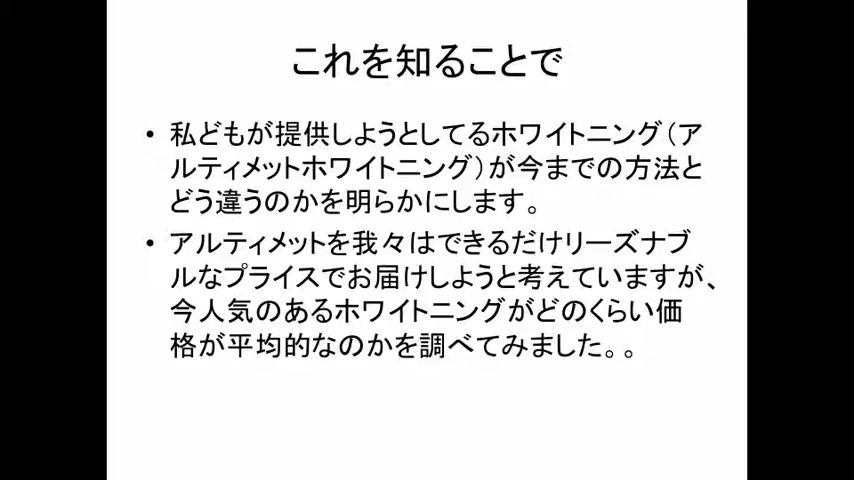 これを知ることで
• 私どもが提供しようとしてるホワイトニング（ア
ルティメットホワイトニング）が今までの方法と
どう違うのかを明らかにします。
• アルティメットを我々はできるだけリーズナブ
ルなプライスでお届けしようと考えていますが、
今人気のあるホワイトニングがどのくらい価
格が平均的なのかを調べてみました。。